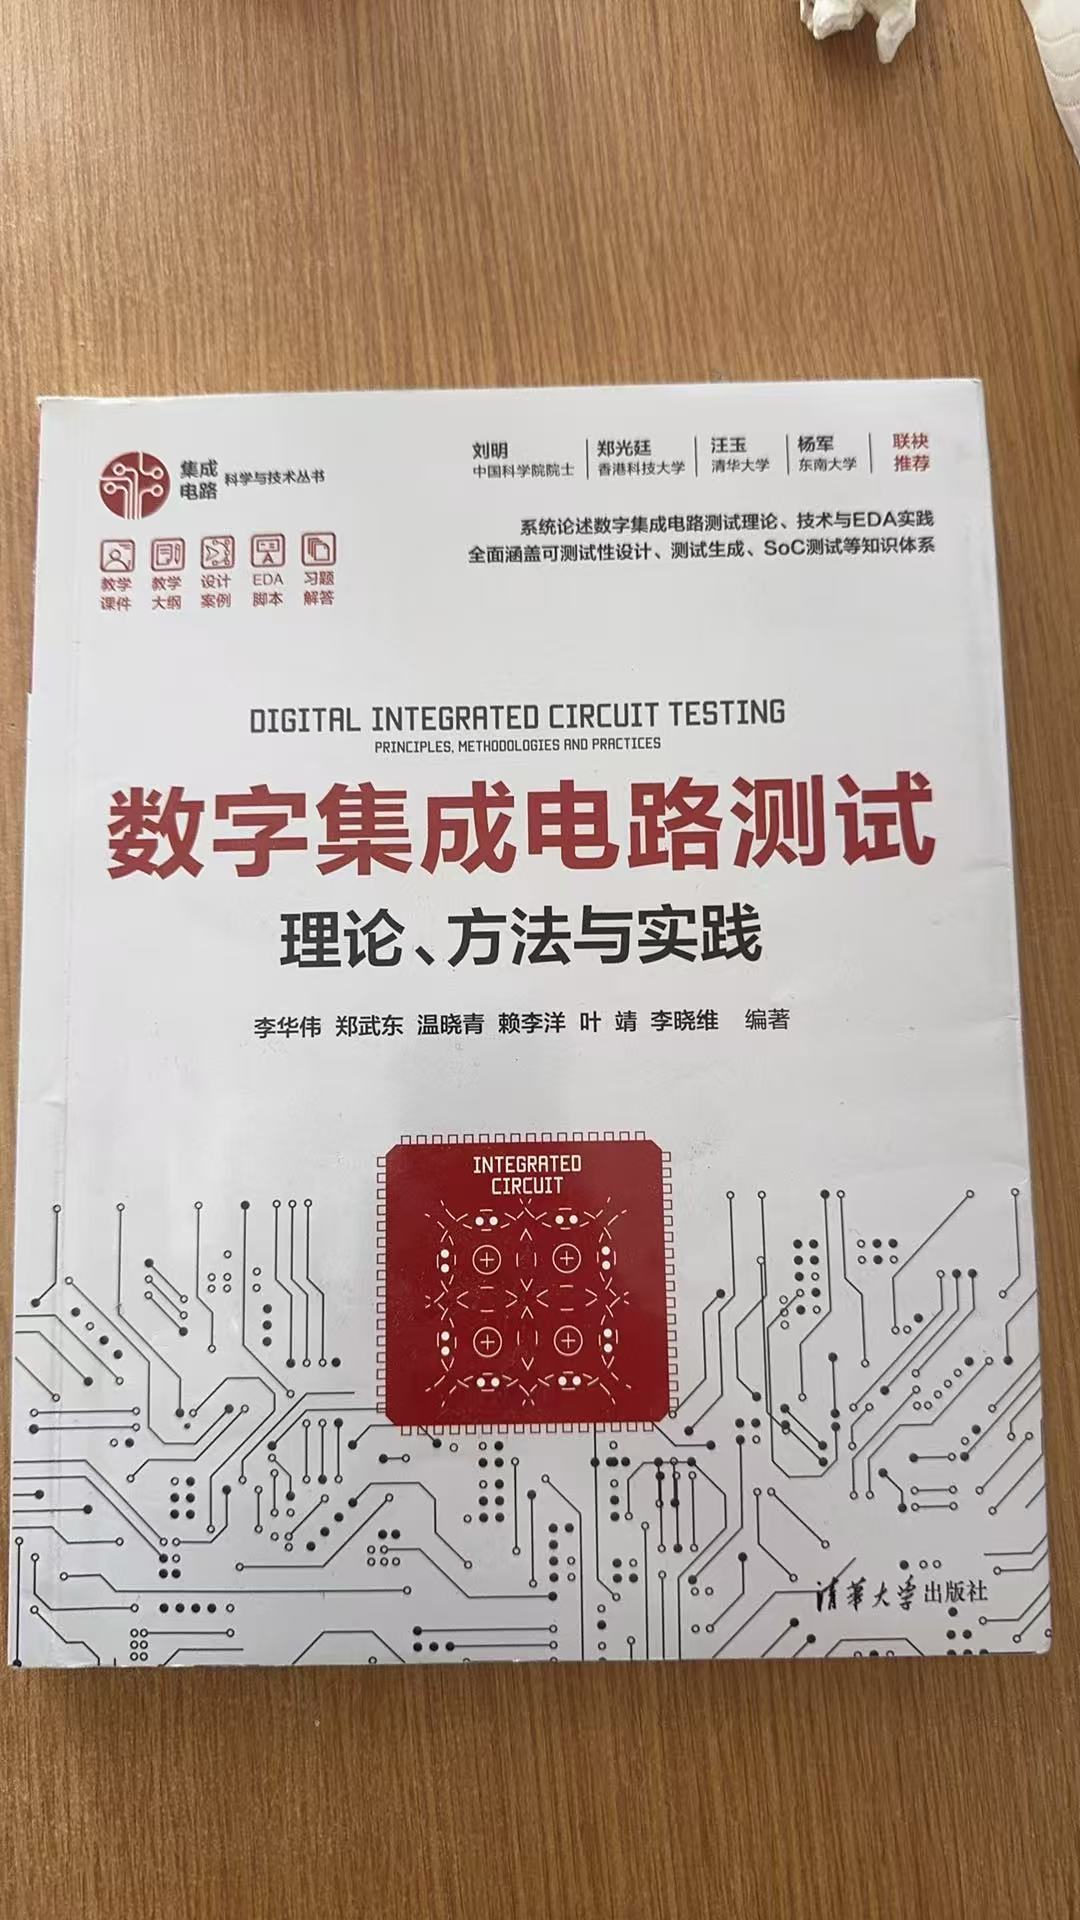 集成
电路
科学与技术丛书
刘明
中国科学院院士
郑光廷
香港科技大学
汪玉
清华大学
杨军
东南大学
联袂
推荐
系统论述数字集成电路测试理论、技术与EDA实践
全面涵盖可测试性设计、测试生成、SoC测试等知识体系
教学
课件
教学
大纲
设计
案例
EDA
脚本
习题
解答
DIGITAL INTEGRATED CIRCUIT TESTING
PRINCIPLES, METHODOLOGIES AND PRACTICES
数字集成电路测试
理论、方法与实践
李华伟 郑武东 温晓青 赖李洋 叶 靖 李晓维 编著
INTEGRATED
CIRCUIT
清华大学出版社